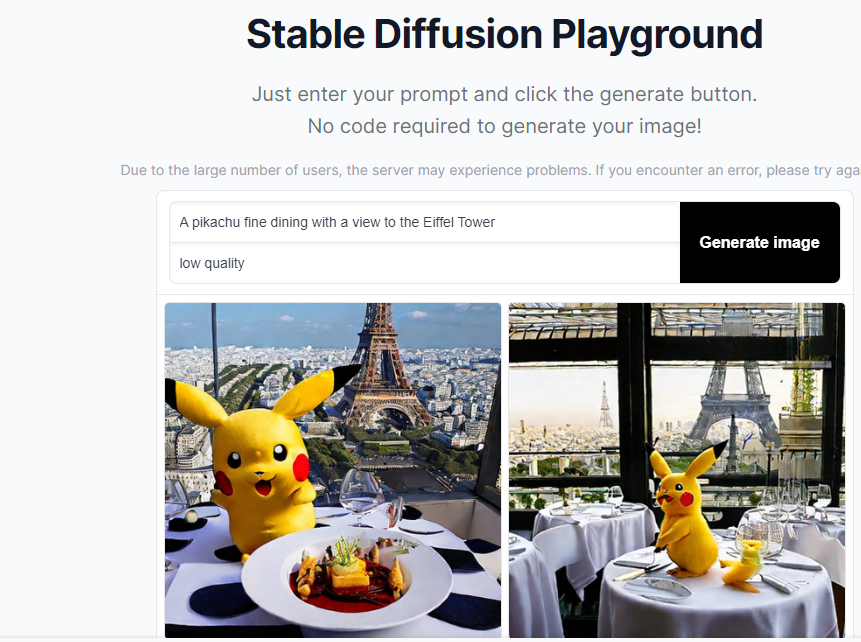 Stable Diffusion Playground
Just enter your prompt and click the generate button.
No code required to generate your image!
Due to the large number of users, the server may experience problems. If you encounter an error, please try aga
A pikachu fine dining with a view to the Eiffel Tower
Generate image
low quality